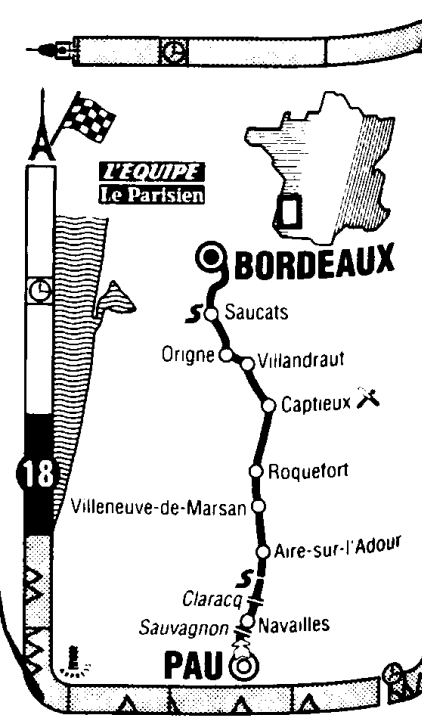 L'EQUIPE
Le Parisien
BORDEAUX
S Saucats
Origne Villandraut
Captieux
18
Roquefort
Villeneuve-de-Marsan
Aire-sur-l'Adour
S
Claracq
Sauvagnon Navailles
PAU